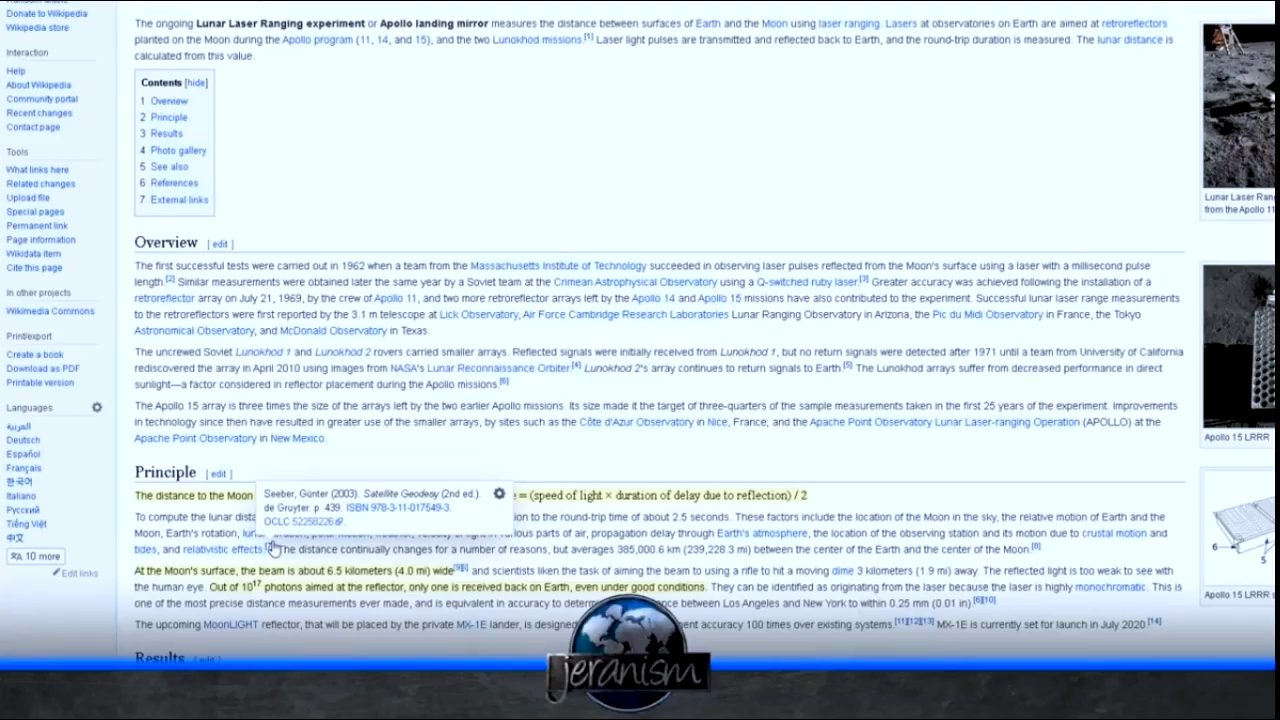 Donate to Wikipedia
Wikipedia store
Interaction
Help
About Wikipedia
Community portal
Recent changes
Contact page
Tools
What links here
Related changes
Upload file
Special pages
Permanent link
Page information
Wikidata item
Cite this page
In other projects
Wikimedia Commons
Print/export
Create a book
Download as PDF
Printable version
Languages
العربية
Deutsch
Español
Français
한국어
Italiano
Русский
Tiếng Việt
中文
10 more
Edit links
The ongoing Lunar Laser Ranging experiment or Apollo landing mirror measures the distance between surfaces of Earth and the Moon using laser ranging. Lasers at observatories on Earth are aimed at retroreflectors
planted on the Moon during the Apollo program (11, 14, and 15), and the two Lunokhod missions.[1] Laser light pulses are transmitted and reflected back to Earth, and the round-trip duration is measured. The lunar distance is
calculated from this value.
Contents [hide]
1 Overview
2 Principle
3 Results
4 Photo gallery
5 See also
6 References
7 External links
Overview [ edit ]
The first successful tests were carried out in 1962 when a team from the Massachusetts Institute of Technology succeeded in observing laser pulses reflected from the Moon's surface using a laser with a millisecond pulse
length.[2] Similar measurements were obtained later the same year by a Soviet team at the Crimean Astrophysical Observatory using a Q-switched ruby laser.[3] Greater accuracy was achieved following the installation of a
retroreflector array on July 21, 1969, by the crew of Apollo 11, and two more retroreflector arrays left by the Apollo 14 and Apollo 15 missions have also contributed to the experiment. Successful lunar laser range measurements
to the retroreflectors were first reported by the 3.1 m telescope at Lick Observatory, Air Force Cambridge Research Laboratories Lunar Ranging Observatory in Arizona, the Pic du Midi Observatory in France, the Tokyo
Astronomical Observatory, and McDonald Observatory in Texas.
The uncrewed Soviet Lunokhod 1 and Lunokhod 2 rovers carried smaller arrays. Reflected signals were initially received from Lunokhod 1, but no return signals were detected after 1971 until a team from University of California
rediscovered the array in April 2010 using images from NASA's Lunar Reconnaissance Orbiter.[4] Lunokhod 2's array continues to return signals to Earth.[5] The Lunokhod arrays suffer from decreased performance in direct
sunlight—a factor considered in reflector placement during the Apollo missions.[6]
The Apollo 15 array is three times the size of the arrays left by the two earlier Apollo missions. Its size made it the target of three-quarters of the sample measurements taken in the first 25 years of the experiment. Improvements
in technology since then have resulted in greater use of the smaller arrays, by sites such as the Côte d'Azur Observatory in Nice, France; and the Apache Point Observatory Lunar Laser-ranging Operation (APOLLO) at the
Apache Point Observatory in New Mexico.
Principle [ edit ]
The distance to the Moon e = (speed of light × duration of delay due to reflection) / 2
Seeber, Günter (2003). Satellite Geodesy (2nd ed.).
de Gruyter. p. 439. ISBN 978-3-11-017549-3.
OCLC 52258226.
To compute the lunar dista ion to the round-trip time of about 2.5 seconds. These factors include the location of the Moon in the sky, the relative motion of Earth and the
Moon, Earth's rotation, lunar various parts of air, propagation delay through Earth's atmosphere, the location of the observing station and its motion due to crustal motion and
tides, and relativistic effects. The distance continually changes for a number of reasons, but averages 385,000.6 km (239,228.3 mi) between the center of the Earth and the center of the Moon.[8]
At the Moon's surface, the beam is about 6.5 kilometers (4.0 mi) wide[9][i] and scientists liken the task of aiming the beam to using a rifle to hit a moving dime 3 kilometers (1.9 mi) away. The reflected light is too weak to see with
the human eye. Out of 10¹⁷ photons aimed at the reflector, only one is received back on Earth, even under good conditions. They can be identified as originating from the laser because the laser is highly monochromatic. This is
one of the most precise distance measurements ever made, and is equivalent in accuracy to determ nce between Los Angeles and New York to within 0.25 mm (0.01 in).[6][10]
The upcoming MoonLIGHT reflector, that will be placed by the private MX-1E lander, is designed ent accuracy 100 times over existing systems.[11][12][13] MX-1E is currently set for launch in July 2020.[14]
Results [ edit ]
Lunar Laser Ran
from the Apollo 11
Apollo 15 LRRR
6
5
Apollo 15 LRRR s
jeranism